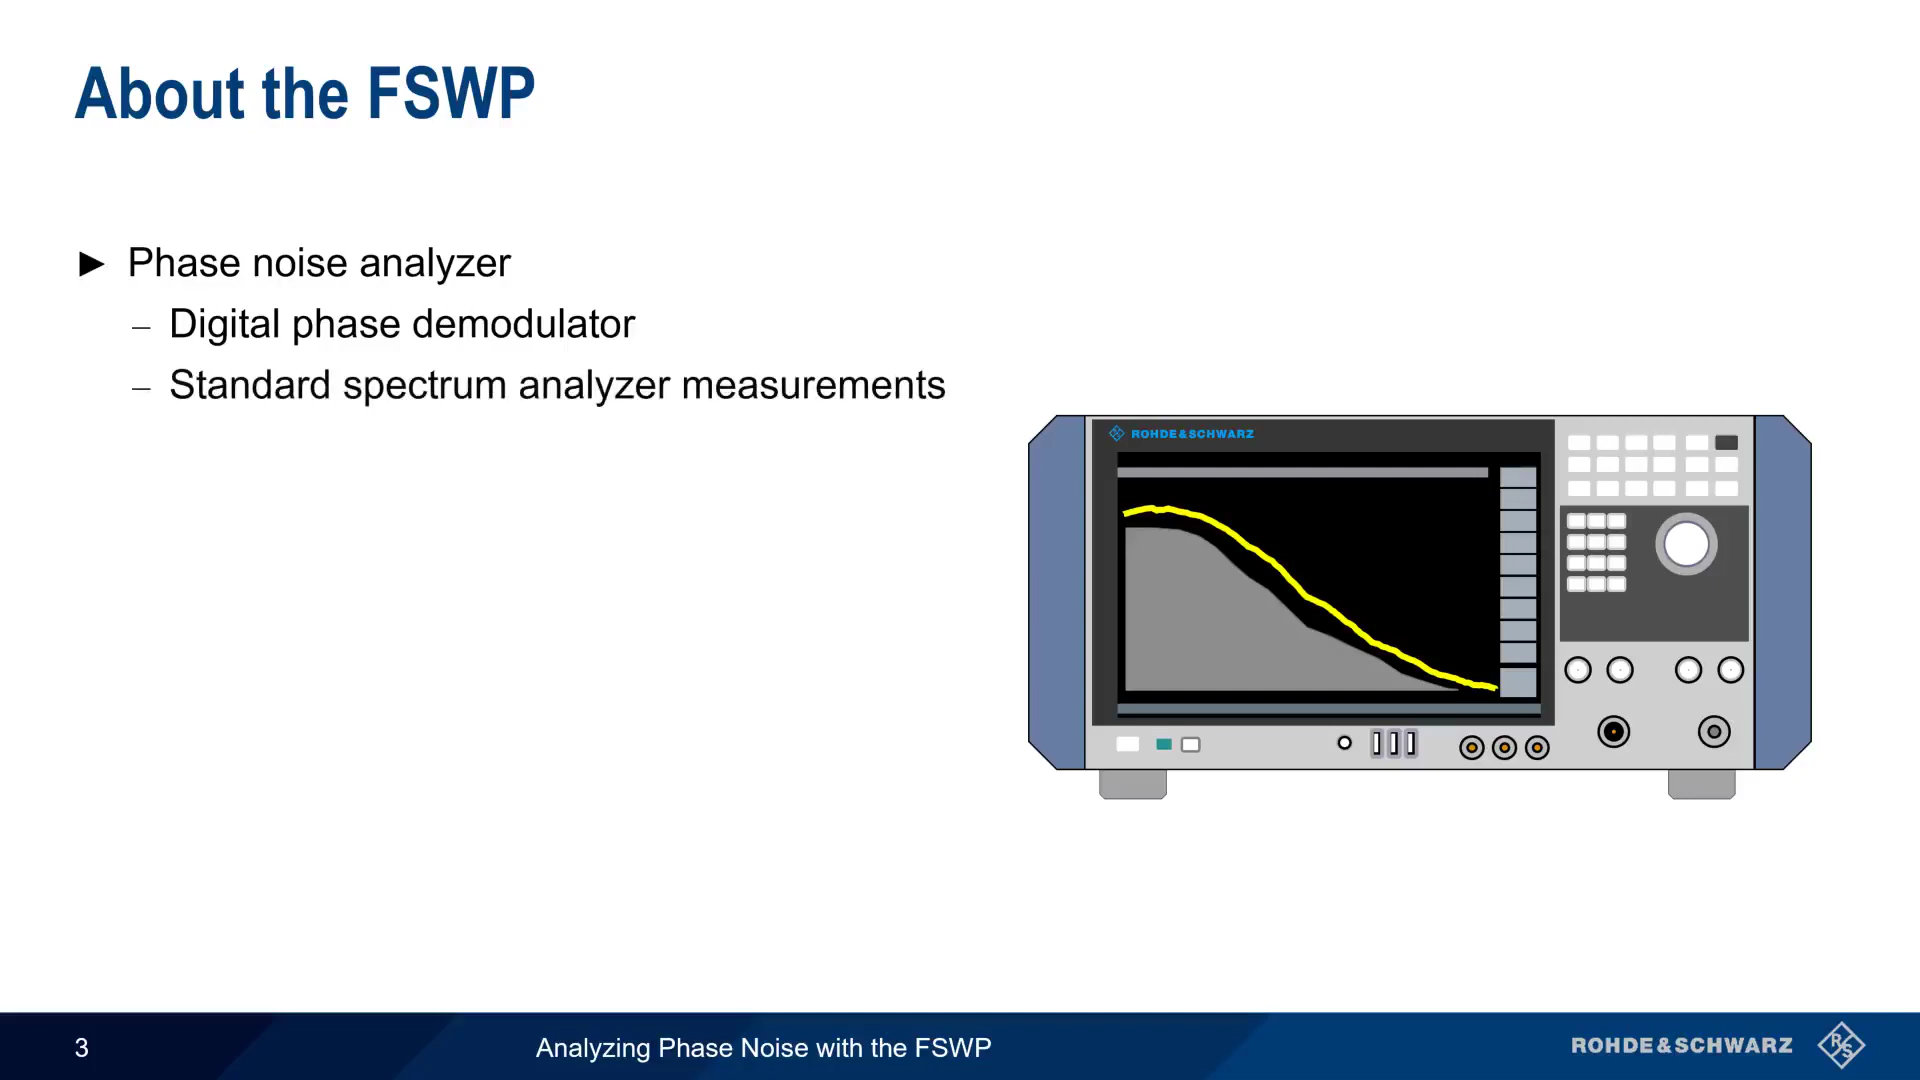 About the FSWP
► Phase noise analyzer
– Digital phase demodulator
– Standard spectrum analyzer measurements
ROHDE&SCHWARZ
3
Analyzing Phase Noise with the FSWP
ROHDE&SCHWARZ
R&S